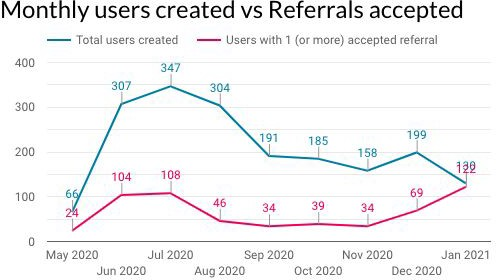 Monthly users created vs Referrals accepted
Total users created
Users with 1 (or more) accepted referral
400
300
200
100
0
66
307
347
304
191
185
158
199
24
104
108
46
34
39
34
69
122
May 2020
Jun 2020
Jul 2020
Aug 2020
Sep 2020
Oct 2020
Nov 2020
Dec 2020
Jan 2021